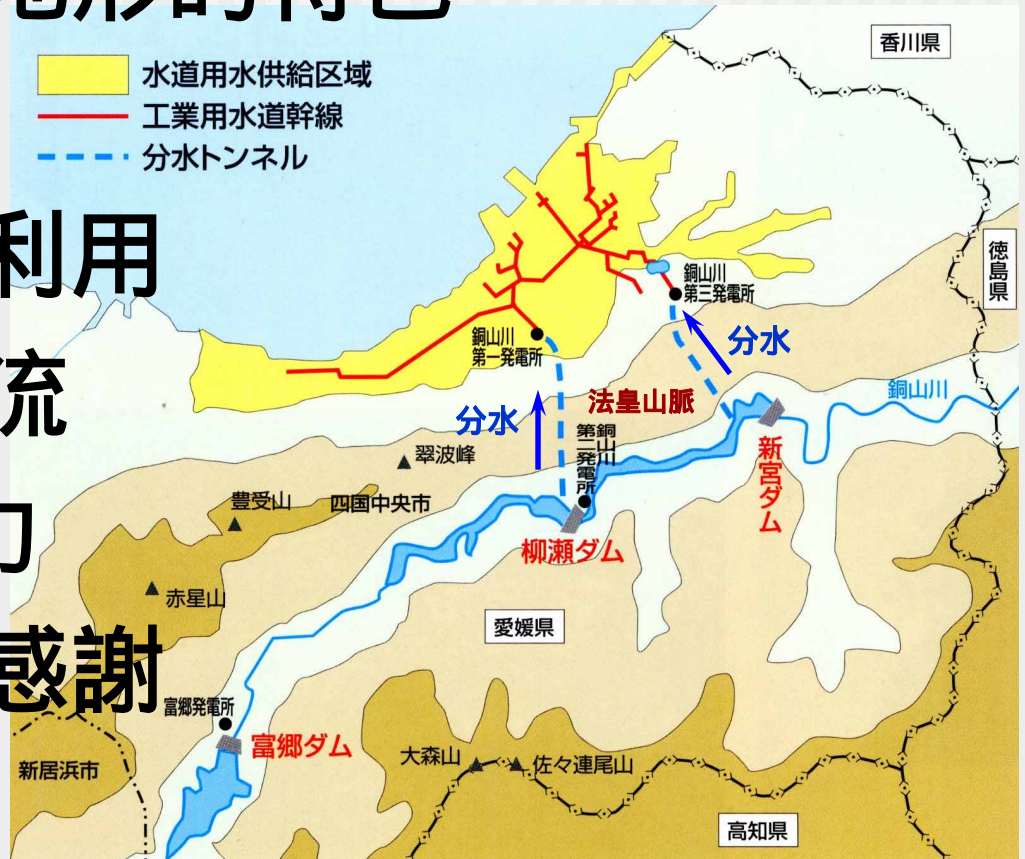 地形的特色
香川県
水道用水供給区域
工業用水道幹線
分水トンネル
利用
徳島県
銅山川
第三発電所
分水
銅山川
第一発電所
流
銅山川
法皇山脈
分水
銅山川
第二発電所
翠波峰
新宮ダム
豊受山
四国中央市
刀
柳瀬ダム
赤星山
愛媛県
感謝
富郷発電所
富郷ダム
大森山
佐々連尾山
新居浜市
高知県